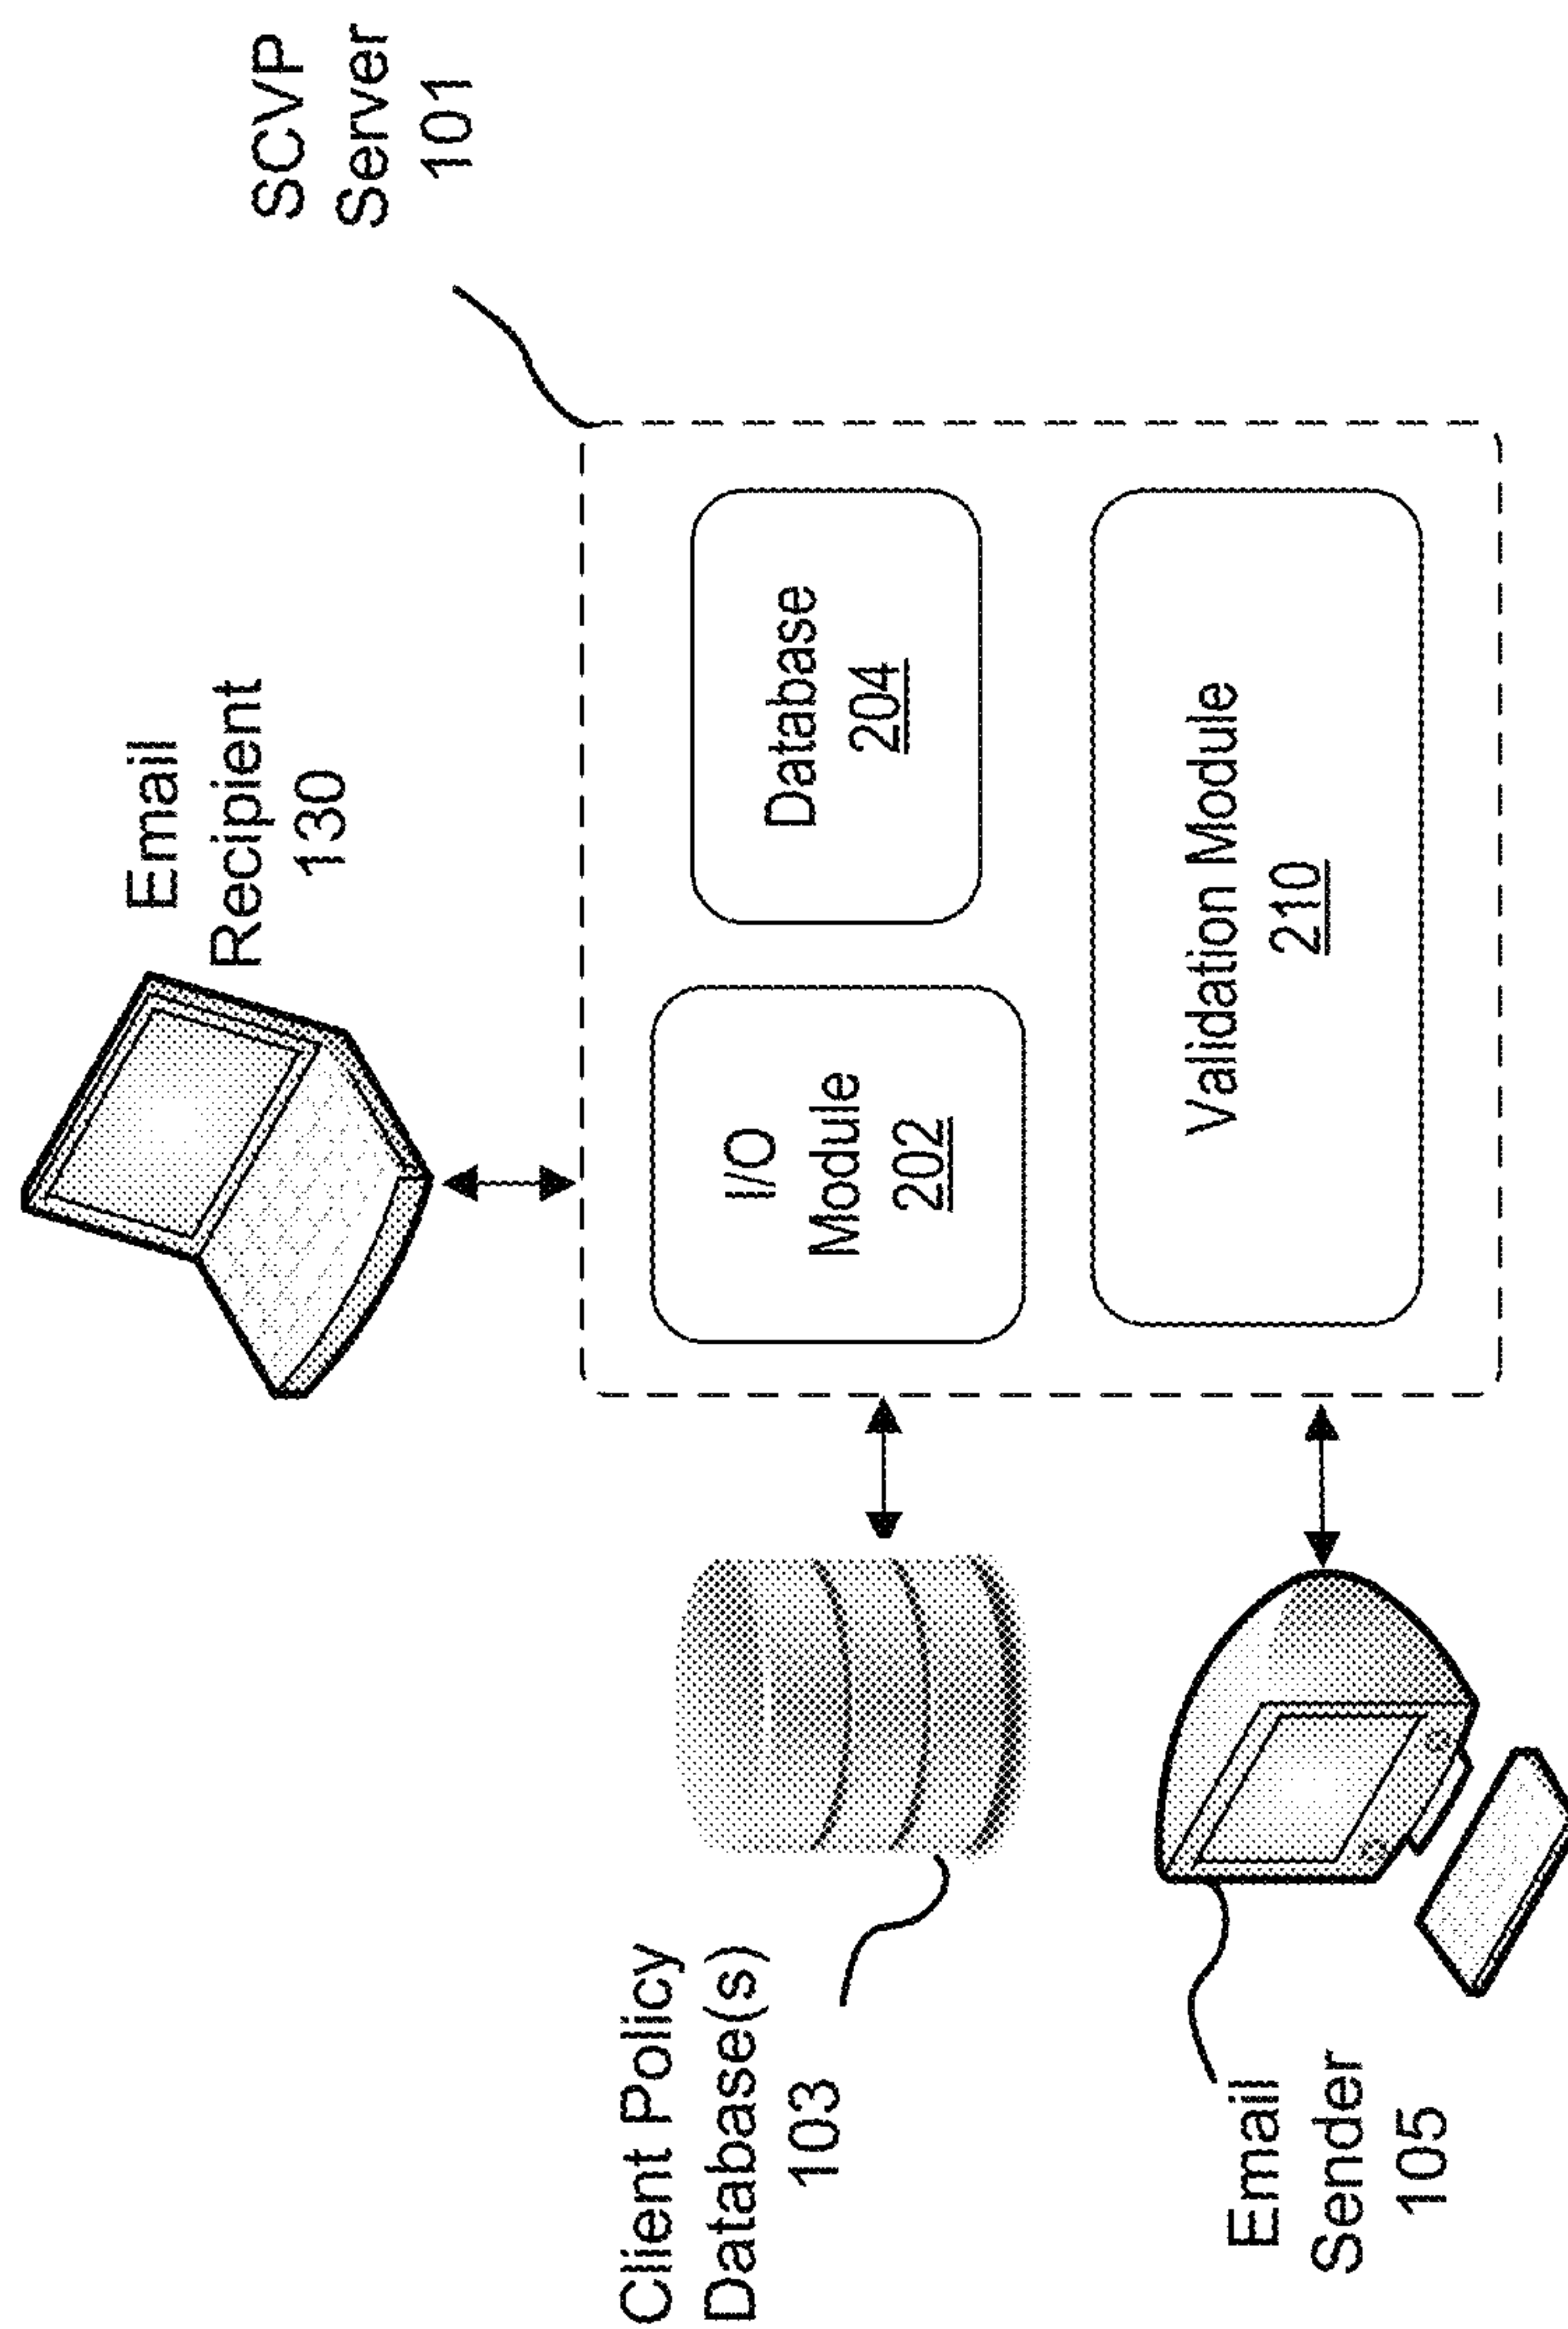 Email
Recipient
130
SCVP
Server
101
Client Policy
Database(s)
103
I/O
Module
202
Database
204
Validation Module
210
Email
Sender
105